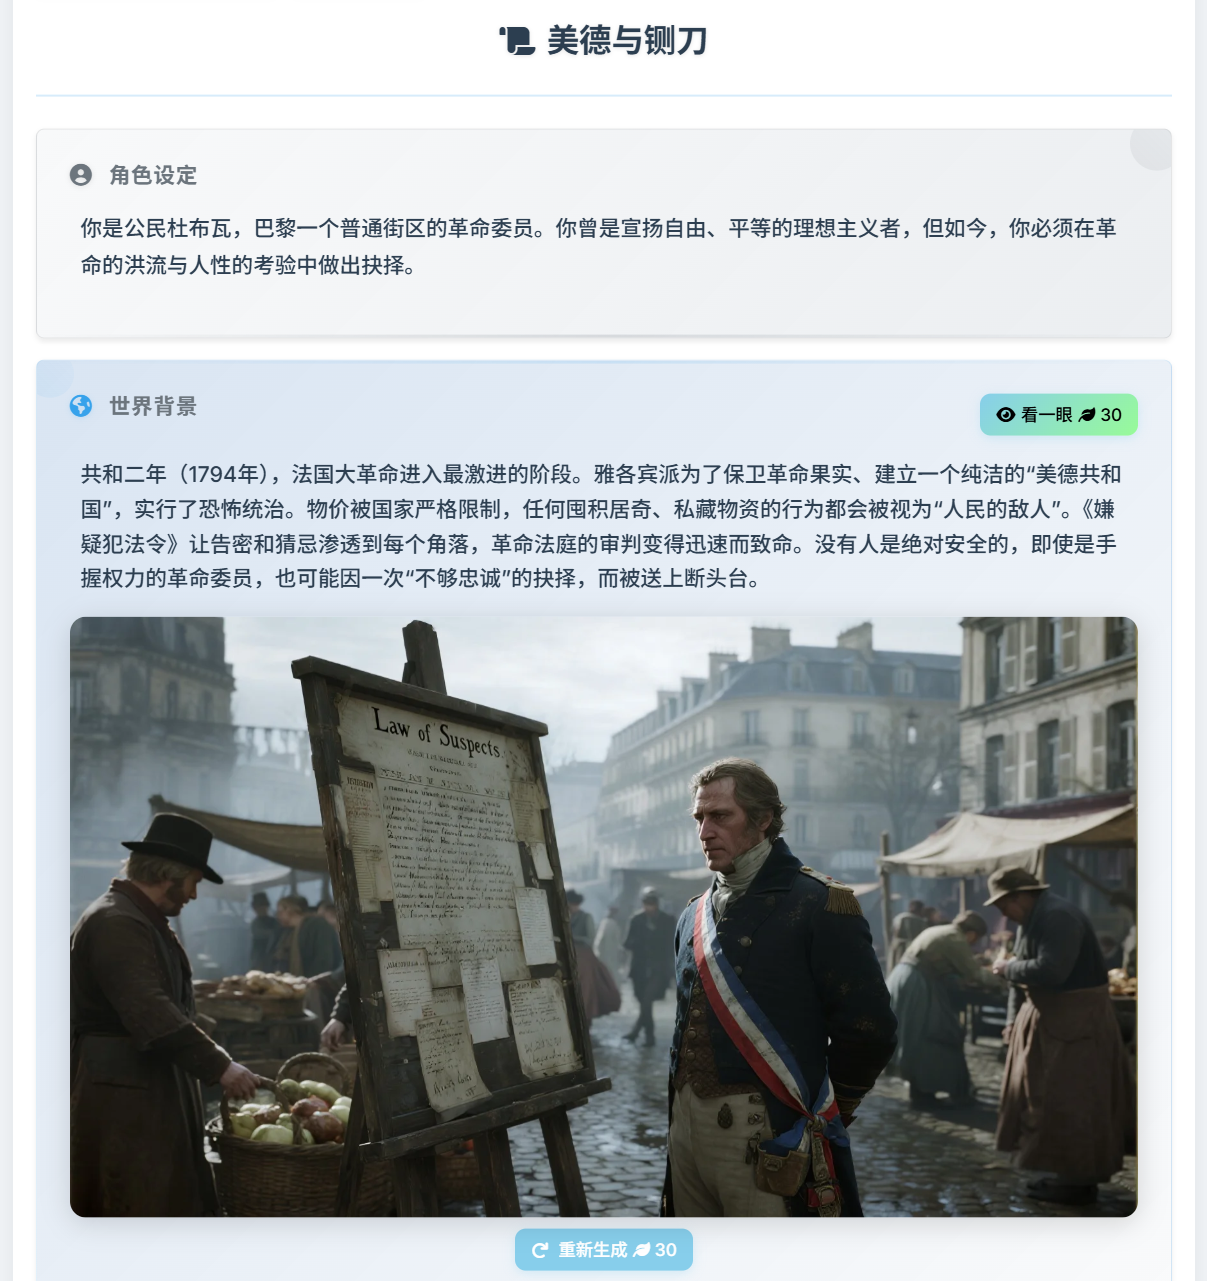 美德与铡刀
角色设定
你是公民杜布瓦，巴黎一个普通街区的革命委员。你曾是宣扬自由、平等的理想主义者，但如今，你必须在革
命的洪流与人性的考验中做出抉择。
世界背景
看一眼 30
共和二年（1794年），法国大革命进入最激进的阶段。雅各宾派为了保卫革命果实、建立一个纯洁的“美德共和
国”，实行了恐怖统治。物价被国家严格限制，任何囤积居奇、私藏物资的行为都会被视为“人民的敌人”。《嫌
疑犯法令》让告密和猜忌渗透到每个角落，革命法庭的审判变得迅速而致命。没有人是绝对安全的，即使是手
握权力的革命委员，也可能因一次“不够忠诚”的抉择，而被送上断头台。
Law of Suspects
重新生成 30